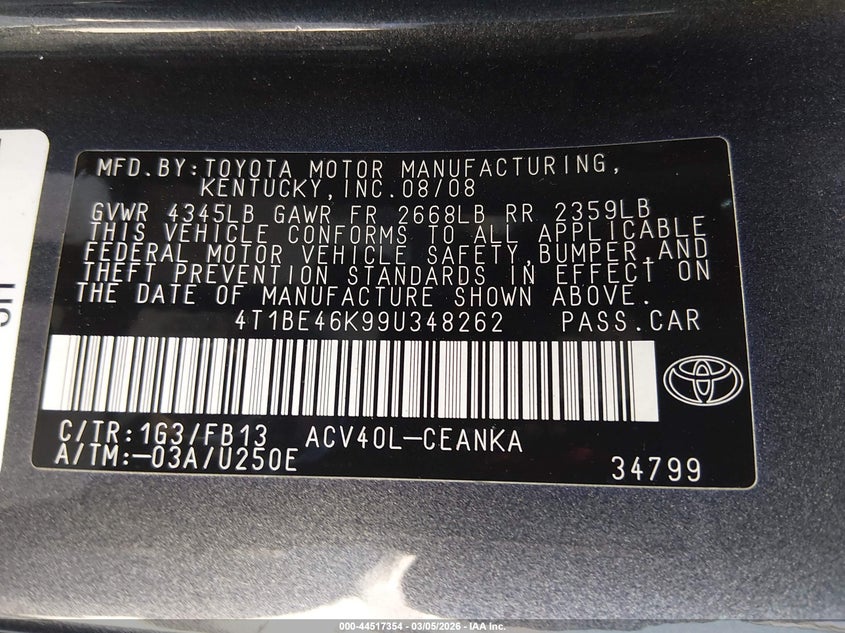 MFD.BY:TOYOTA MOTOR MANUFACTURING,
KENTUCKY,INC.08/08
GVWR 4345LB GAWR FR 2668LB RR 2359LB
THIS VEHICLE CONFORMS TO ALL APPLICABLE
FEDERAL MOTOR VEHICLE SAFETY,BUMPER,AND
THEFT PREVENTION STANDARDS IN EFFECT ON
THE DATE OF MANUFACTURE SHOWN ABOVE.
4T1BE46K99U348262 PASS.CAR
C/TR:1G3/FB13 ACV40L-CEANKA
A/TM:-03A/U250E
34799
000-44517354 - 03/05/2026 - IAA Inc.